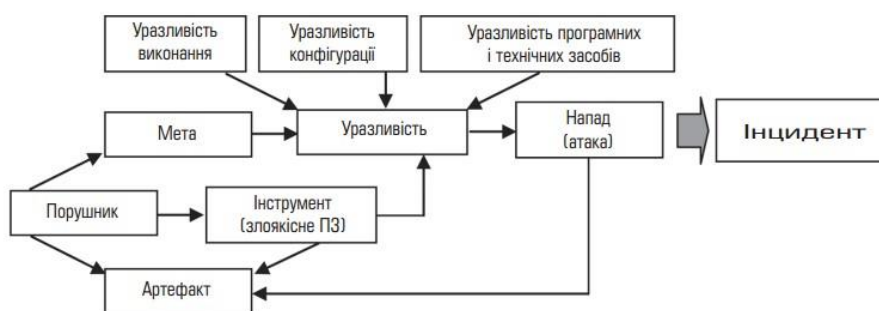 Уразливість
виконання
Уразливість
конфігурації
Уразливість програмних
і технічних засобів
Мета
Уразливість
Напад
(атака)
Інцидент
Порушник
Інструмент
(злоякісне ПЗ)
Артефакт